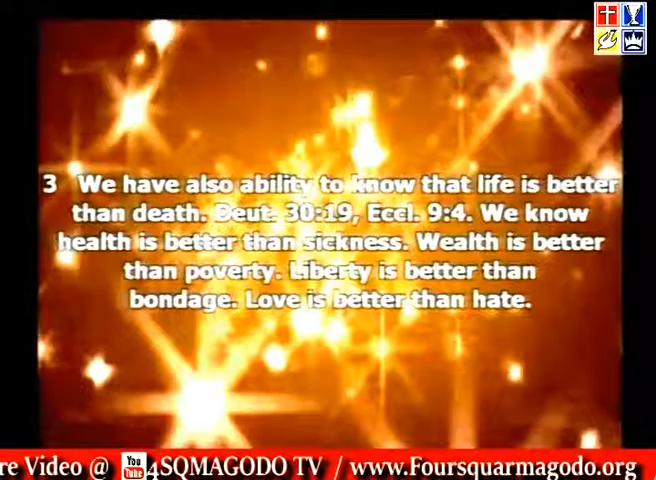 3 We have also ability to know that life is better
than death. Deut. 30:19, Eccl. 9:4. We know
health is better than sickness. Wealth is better
than poverty. Liberty is better than
bondage. Love is better than hate.
re Video @ You Tube 4SQMAGODO TV / www.Foursquarmagodo.org